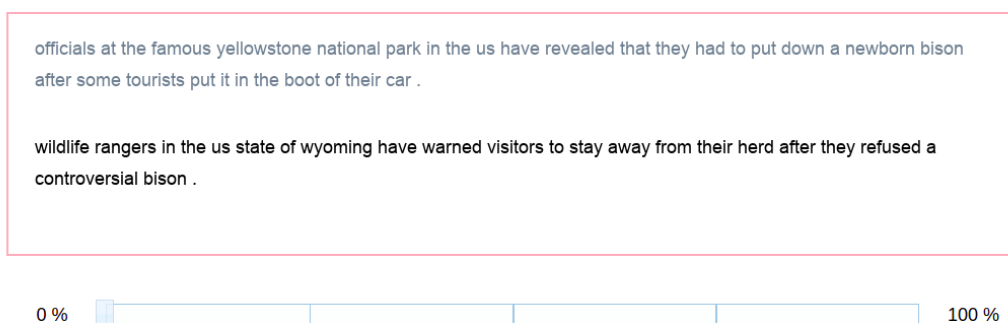 officials at the famous yellowstone national park in the us have revealed that they had to put down a newborn bison
after some tourists put it in the boot of their car .
wildlife rangers in the us state of wyoming have warned visitors to stay away from their herd after they refused a
controversial bison .
0 % 100 %